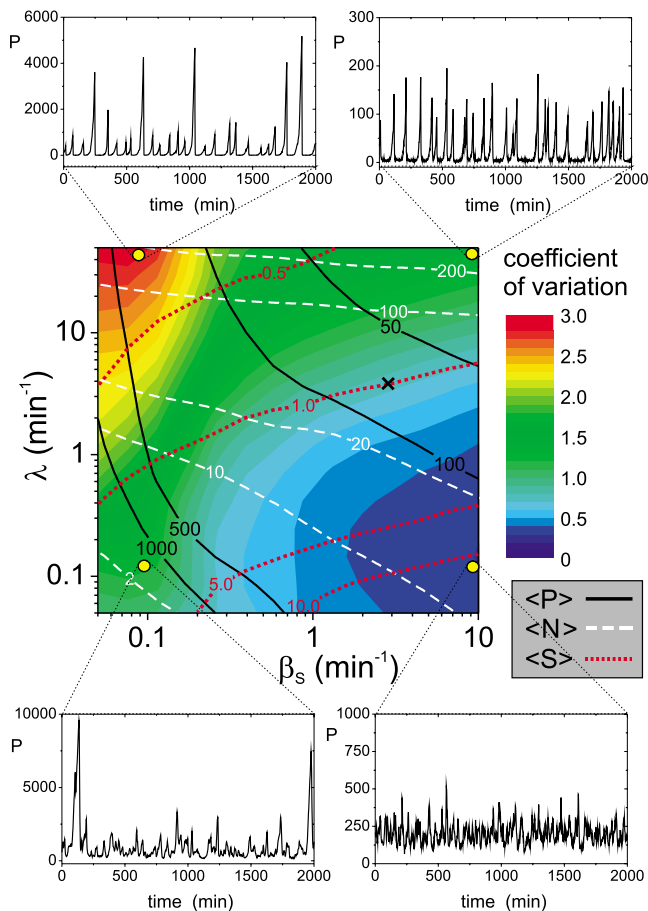 P
6000
4000
2000
0
0 500 1000 1500 2000
time (min)
P
300
200
100
0
0 500 1000 1500 2000
time (min)
λ (min-1)
10
1
0.1
0.1 1 10
βS (min-1)
0.5
200
100
50
1.0
20
100
10
500
1000
5.0
2
10.0
coefficient
of variation
3.0
2.5
2.0
1.5
1.0
0.5
0
<P>
<N>
<S>
P
10000
5000
0
0 500 1000 1500 2000
time (min)
P
1000
750
500
250
0
0 500 1000 1500 2000
time (min)